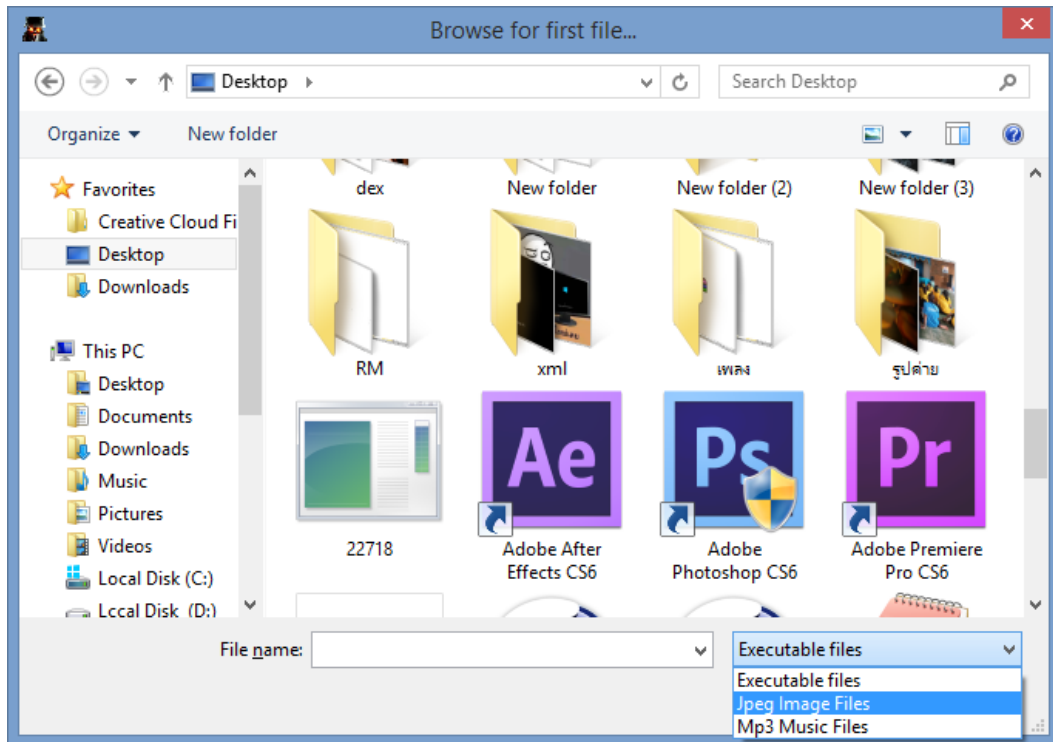 Browse for first file...
Desktop
Search Desktop
Organize
New folder
Favorites
Creative Cloud Fi
Desktop
Downloads
This PC
Desktop
Documents
Downloads
Music
Pictures
Videos
Local Disk (C:)
Lccal Disk (D:)
dex
New folder
New folder (2)
New folder (3)
RM
xml
เพลง
รูปค่าย
22718
Ae
Ps
Pr
Adobe After
Effects CS6
Adobe
Photoshop CS6
Adobe Premiere
Pro CS6
File name:
Executable files
Executable files
Jpeg Image Files
Mp3 Music Files